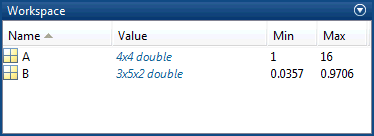 Workspace
Name Value Min Max
A 4x4 double 1 16
B 3x5x2 double 0.0357 0.9706